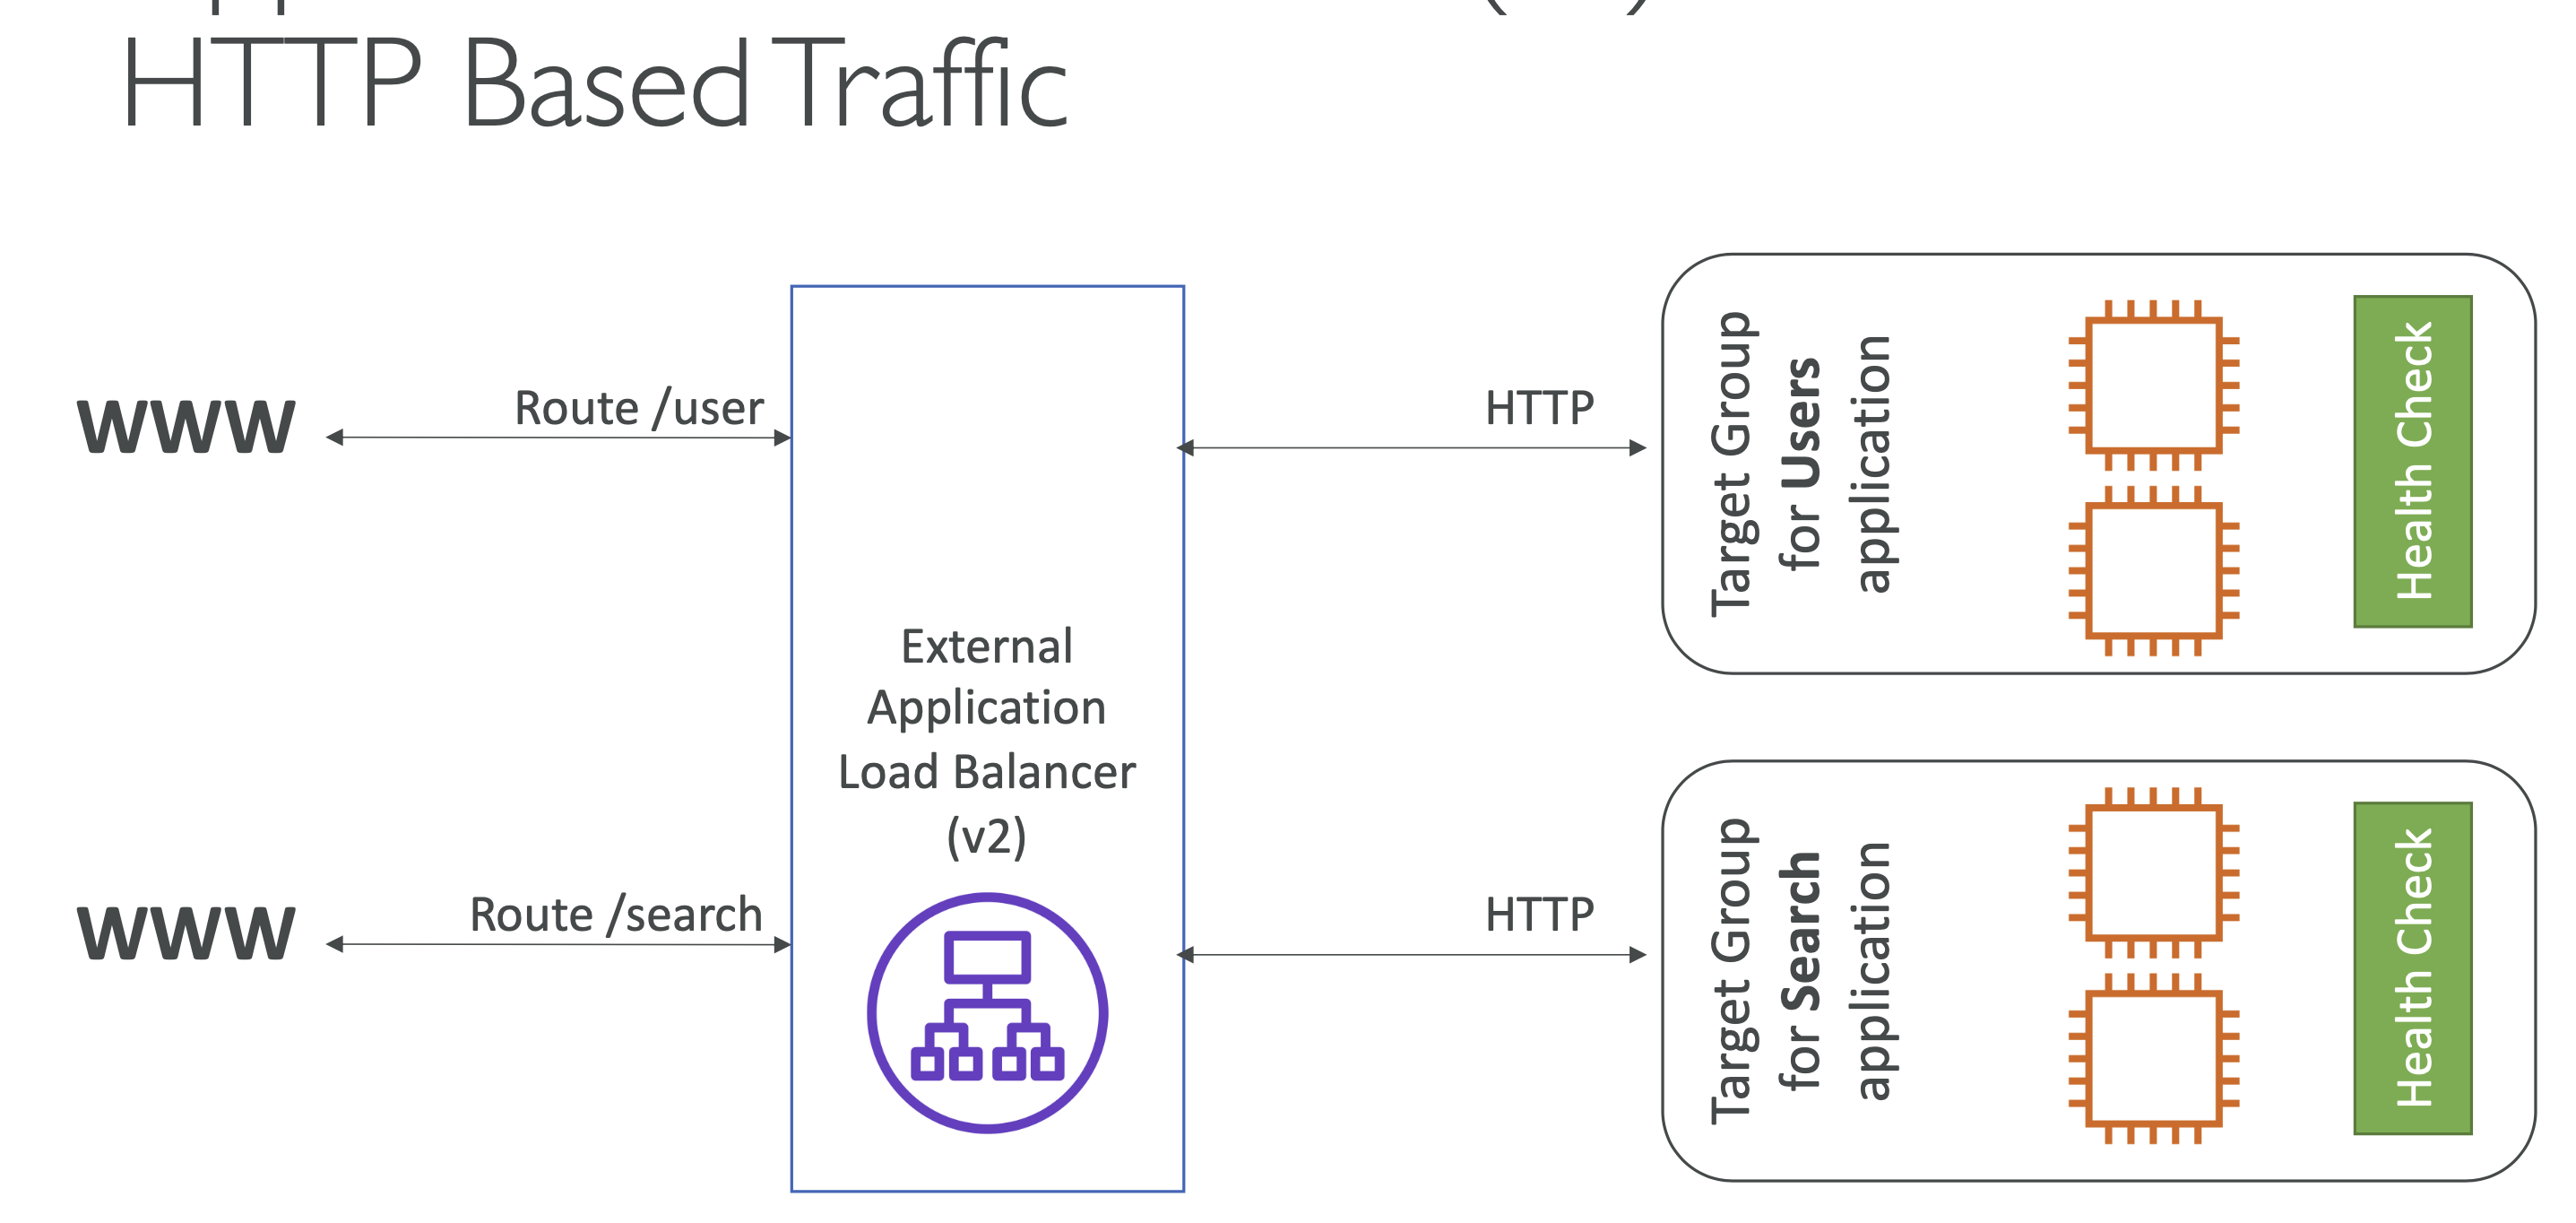 HTTP Based Traffic
WWW
Route /user
HTTP
Target Group
for Users
application
Health Check
External
Application
Load Balancer
(v2)
WWW
Route /search
HTTP
Target Group
for Search
application
Health Check